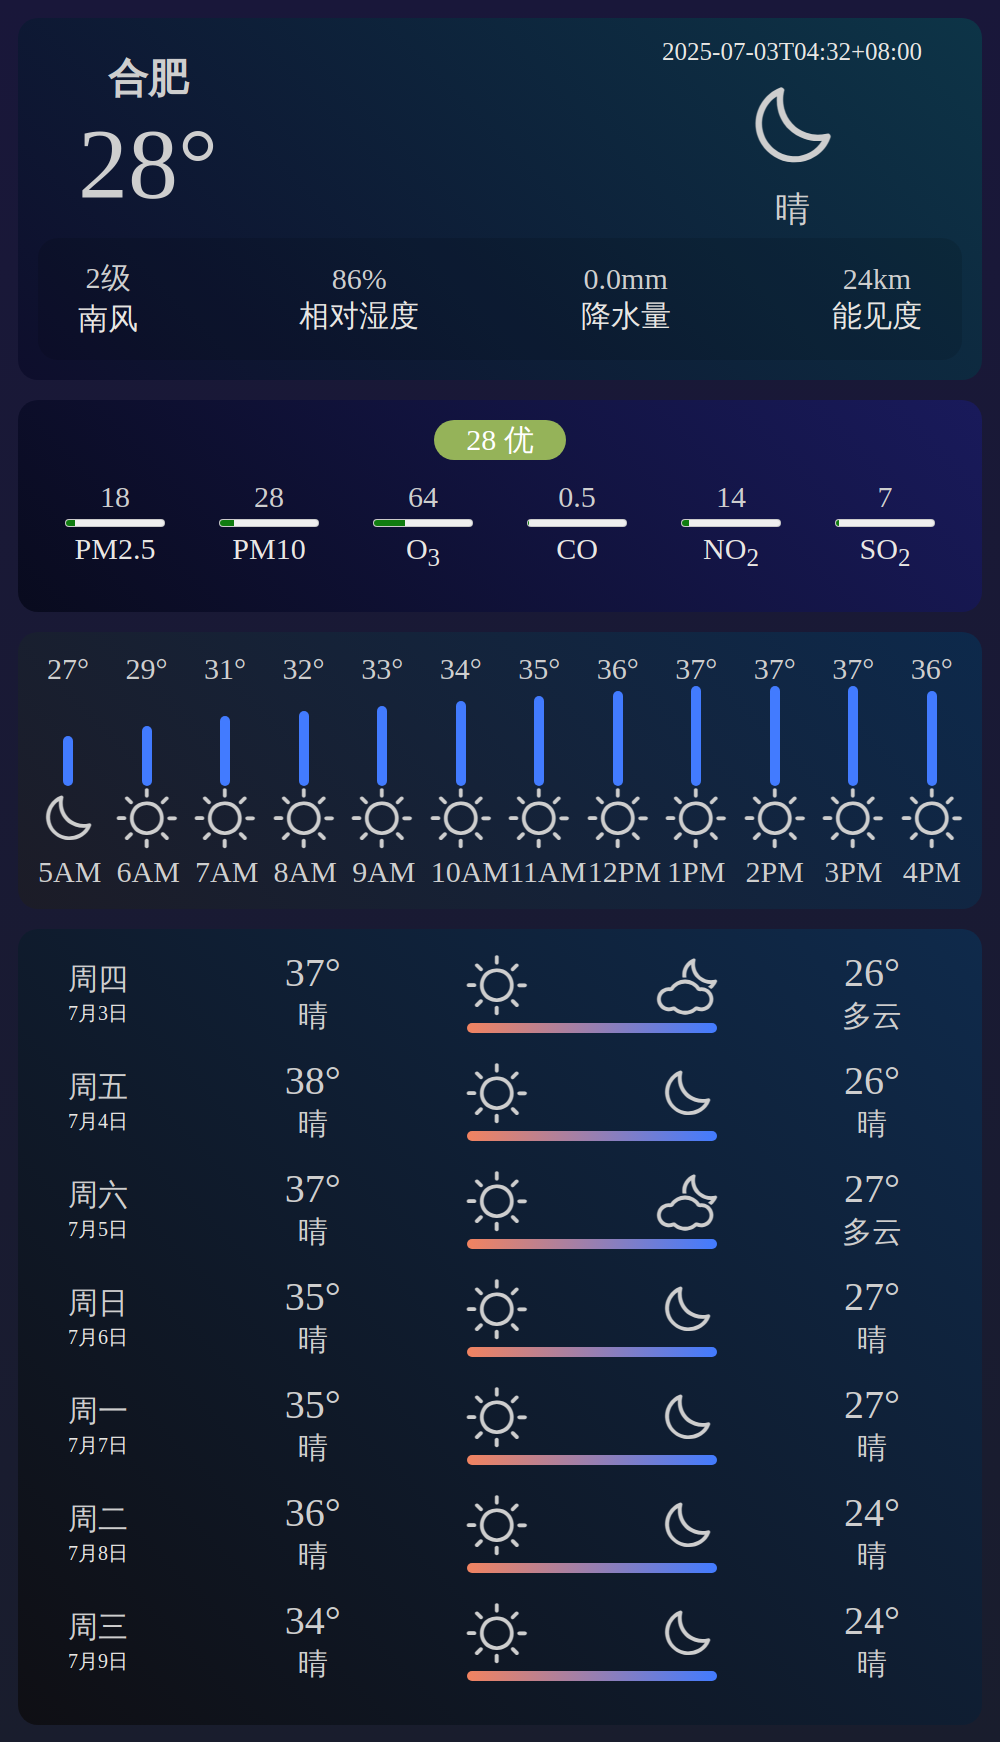 合肥
28°
2025-07-03T04:32+08:00
晴
2级 86% 0.0mm 24km
南风 相对湿度 降水量 能见度
28 优
18 28 64 0.5 14 7
PM2.5 PM10 O3 CO NO2 SO2
27° 29° 31° 32° 33° 34° 35° 36° 37° 37° 37° 36°
5AM 6AM 7AM 8AM 9AM 10AM 11AM 12PM 1PM 2PM 3PM 4PM
周四 37° 26°
7月3日 晴 多云
周五 38° 26°
7月4日 晴 晴
周六 37° 27°
7月5日 晴 多云
周日 35° 27°
7月6日 晴 晴
周一 35° 27°
7月7日 晴 晴
周二 36° 24°
7月8日 晴 晴
周三 34° 24°
7月9日 晴 晴